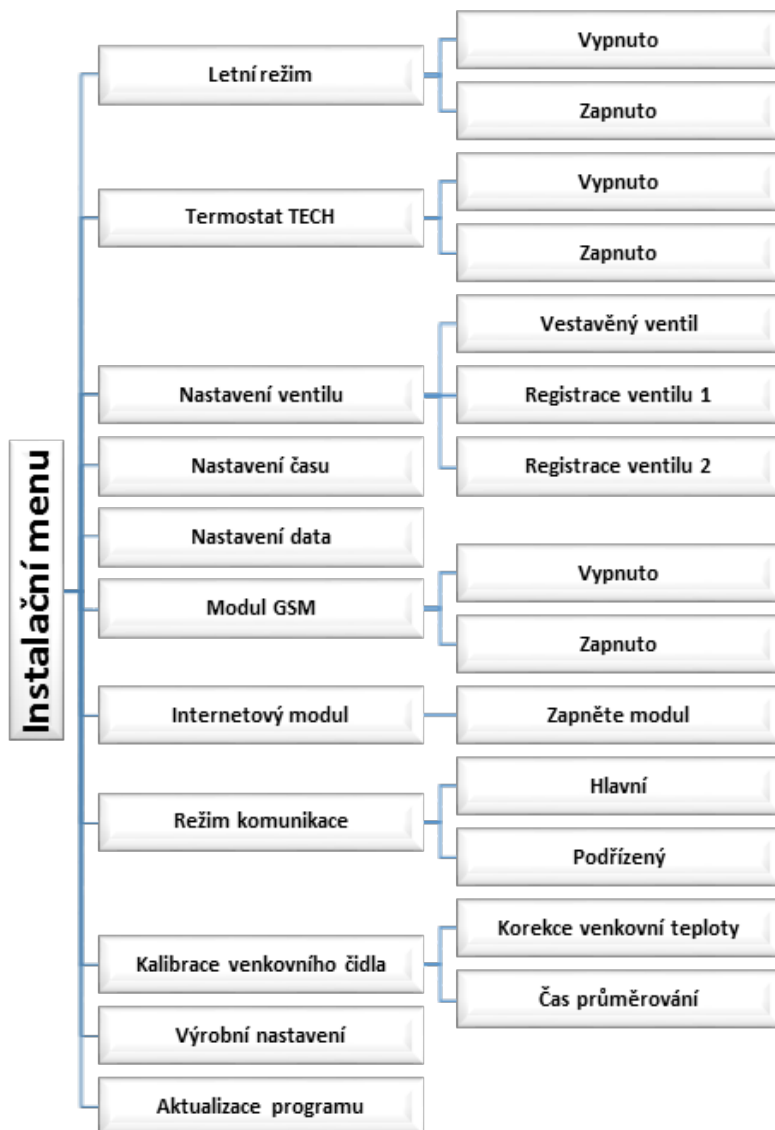 Instalační menu
Letní režim
Vypnuto
Zapnuto
Termostat TECH
Vypnuto
Zapnuto
Nastavení ventilu
Vestavěný ventil
Registrace ventilu 1
Registrace ventilu 2
Nastavení času
Nastavení data
Modul GSM
Vypnuto
Zapnuto
Internetový modul
Zapněte modul
Režim komunikace
Hlavní
Podřízený
Kalibrace venkovního čidla
Korekce venkovní teploty
Čas průměrování
Výrobní nastavení
Aktualizace programu